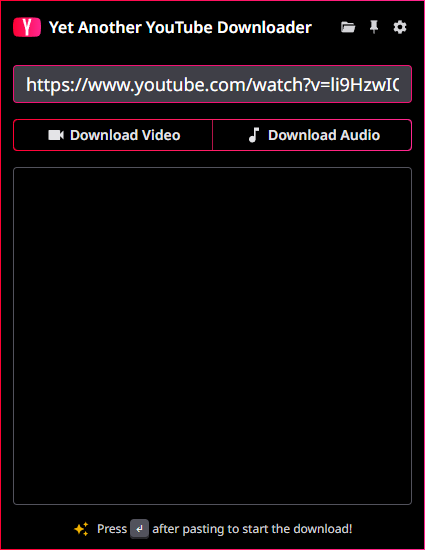 Y Yet Another YouTube Downloader
https://www.youtube.com/watch?v=li9HzwI
Download Video Download Audio
Press ↵ after pasting to start the download!